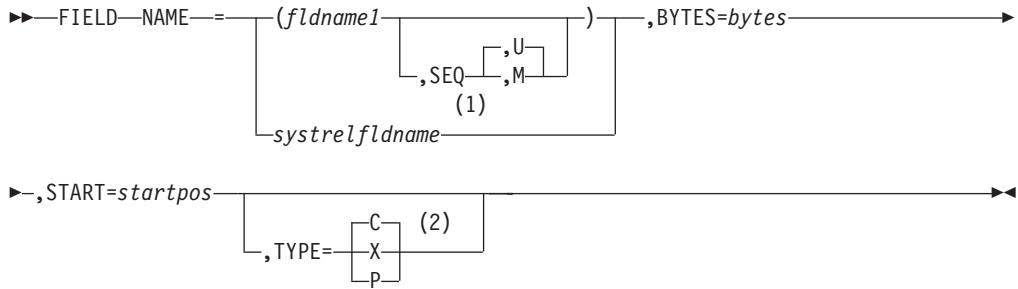 FIELD NAME = (fldname1 ) ,BYTES=bytes
,U
,SEQ ,M
(1)
systrelfldname
,START=startpos
C (2)
,TYPE= X
P